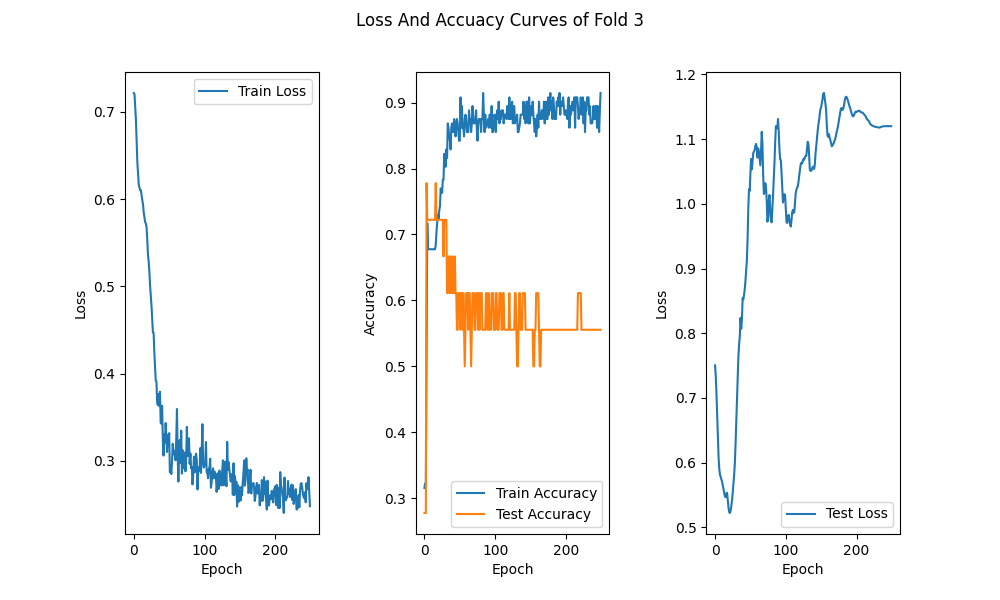 Loss And Accuacy Curves of Fold 3
Loss
0.7
0.6
0.5
0.4
0.3
Train Loss
0 100 200
Epoch
Accuracy
0.9
0.8
0.7
0.6
0.5
0.4
0.3
Train Accuracy
Test Accuracy
0 100 200
Epoch
Loss
1.2
1.1
1.0
0.9
0.8
0.7
0.6
0.5
Test Loss
0 100 200
Epoch